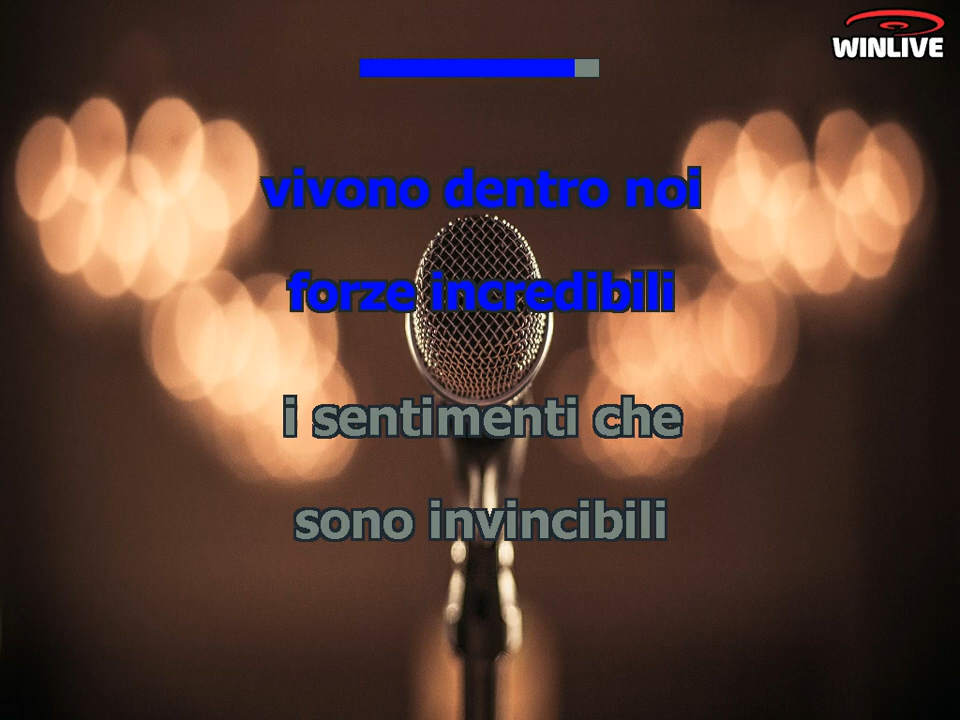 WINLIVE
vivono dentro noi
forze incredibili
i sentimenti che
sono invincibili